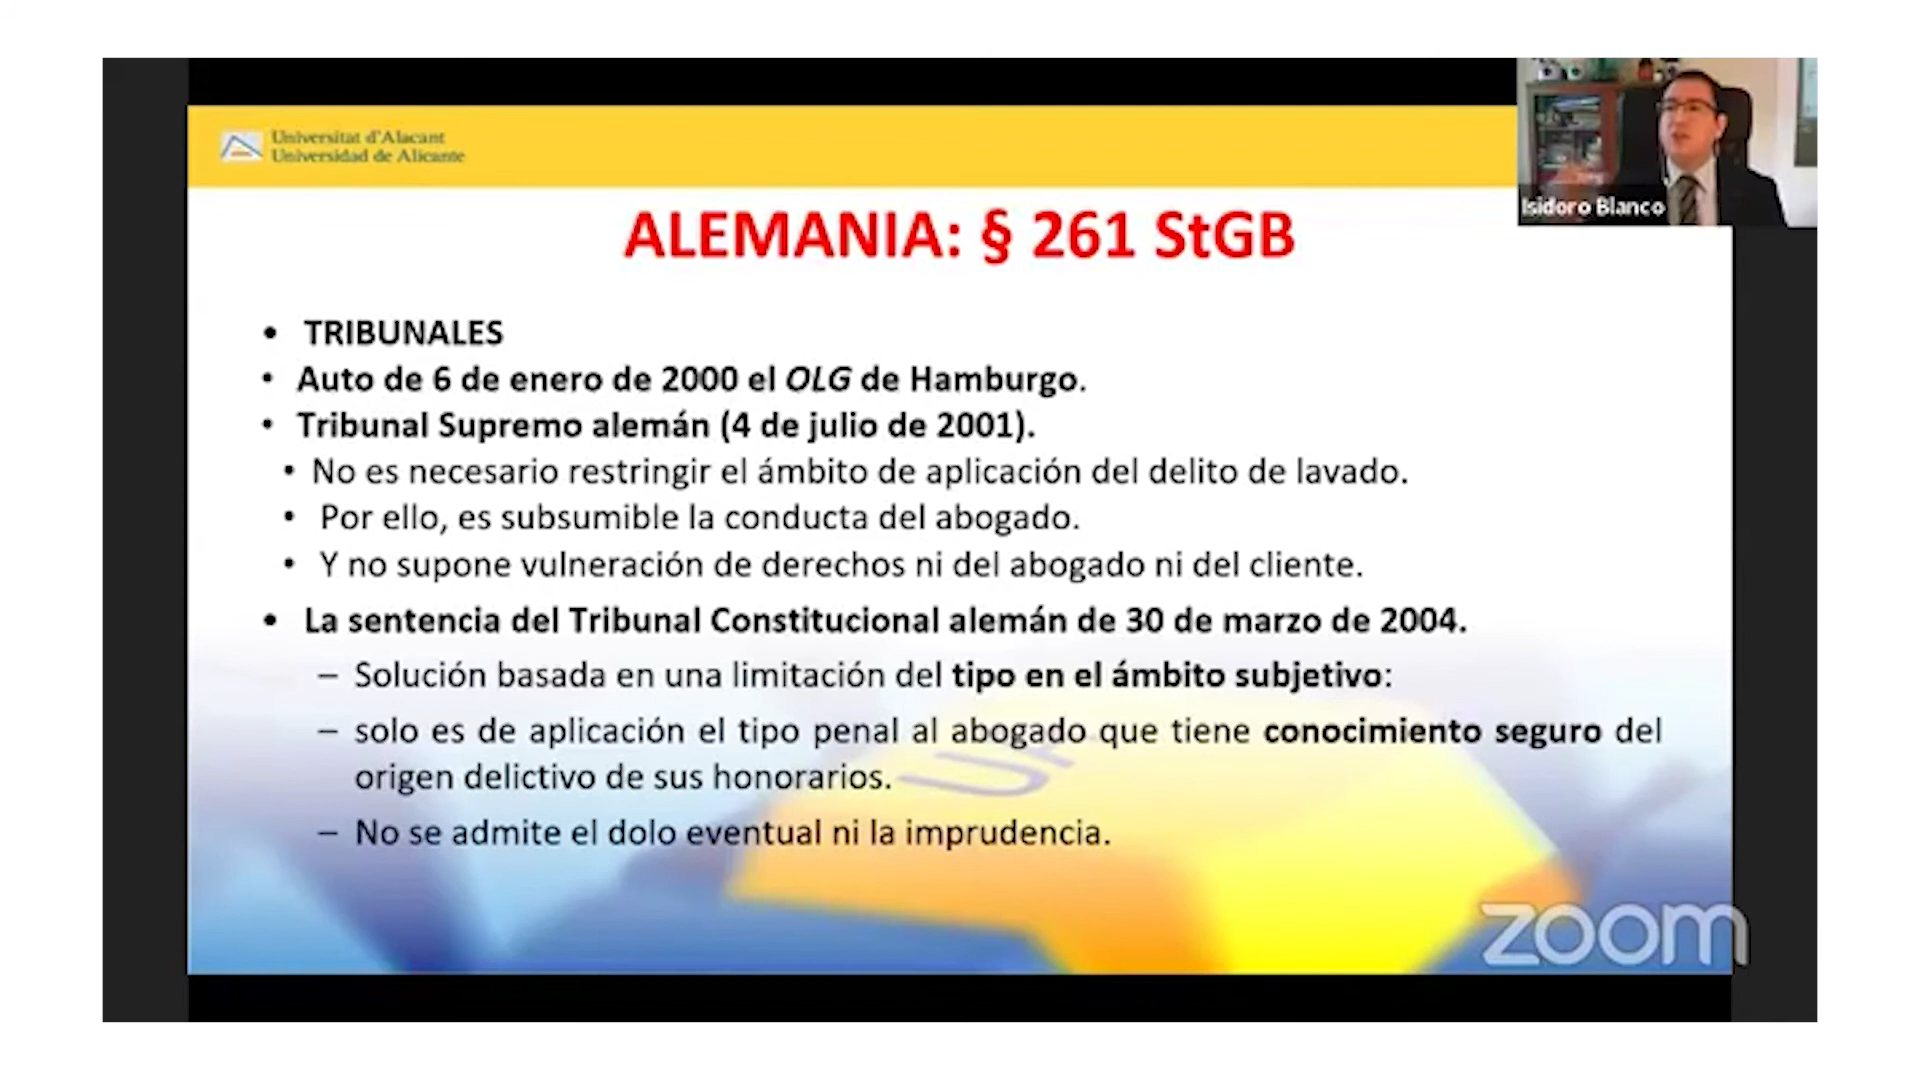 Universitat d'Alacant
Universidad de Alicante
Isidoro Blanco
ALEMANIA: § 261 StGB
• TRIBUNALES
• Auto de 6 de enero de 2000 el OLG de Hamburgo.
• Tribunal Supremo alemán (4 de julio de 2001).
• No es necesario restringir el ámbito de aplicación del delito de lavado.
• Por ello, es subsumible la conducta del abogado.
• Y no supone vulneración de derechos ni del abogado ni del cliente.
• La sentencia del Tribunal Constitucional alemán de 30 de marzo de 2004.
– Solución basada en una limitación del tipo en el ámbito subjetivo:
– solo es de aplicación el tipo penal al abogado que tiene conocimiento seguro del
origen delictivo de sus honorarios.
– No se admite el dolo eventual ni la imprudencia.
zoom